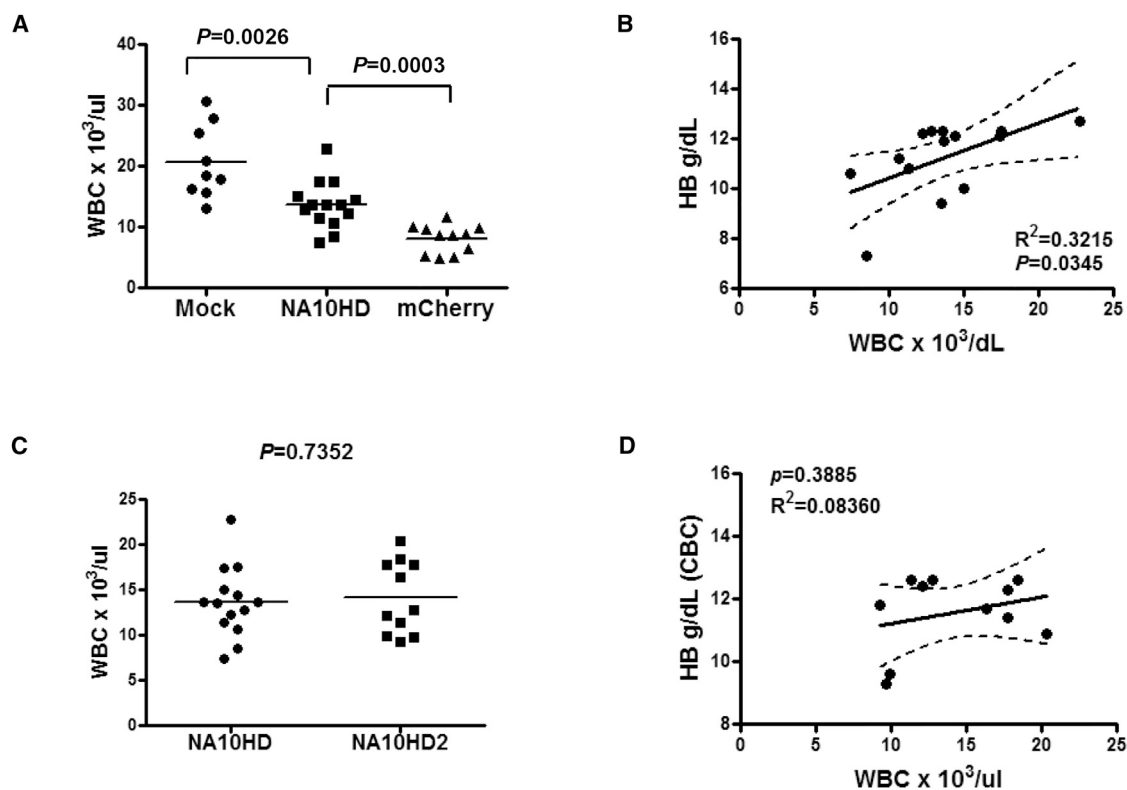 A
P=0.0026
P=0.0003
WBC x 10³/ul
40
30
20
10
0
Mock NA10HD mCherry
B
HB g/dL
16
14
12
10
8
6
R²=0.3215
P=0.0345
0 5 10 15 20 25
WBC x 10³/dL
C
P=0.7352
WBC x 10³/ul
25
20
15
10
5
0
NA10HD NA10HD2
D
HB g/dL (CBC)
p=0.3885
R²=0.08360
16
14
12
10
8
0 5 10 15 20 25
WBC x 10³/ul